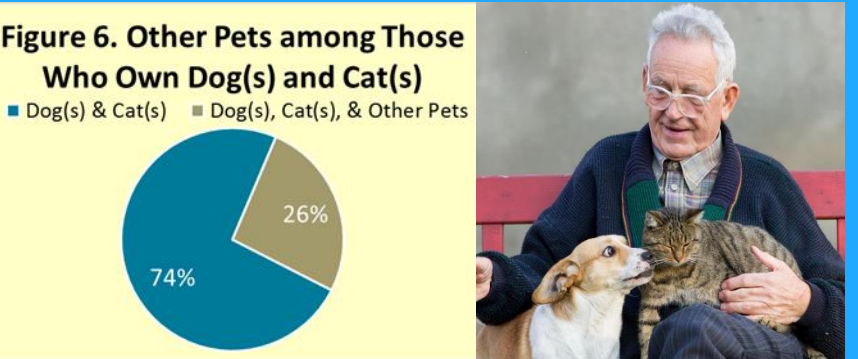 Figure 6. Other Pets among Those
Who Own Dog(s) and Cat(s)
Dog(s) & Cat(s) Dog(s), Cat(s), & Other Pets
26%
74%